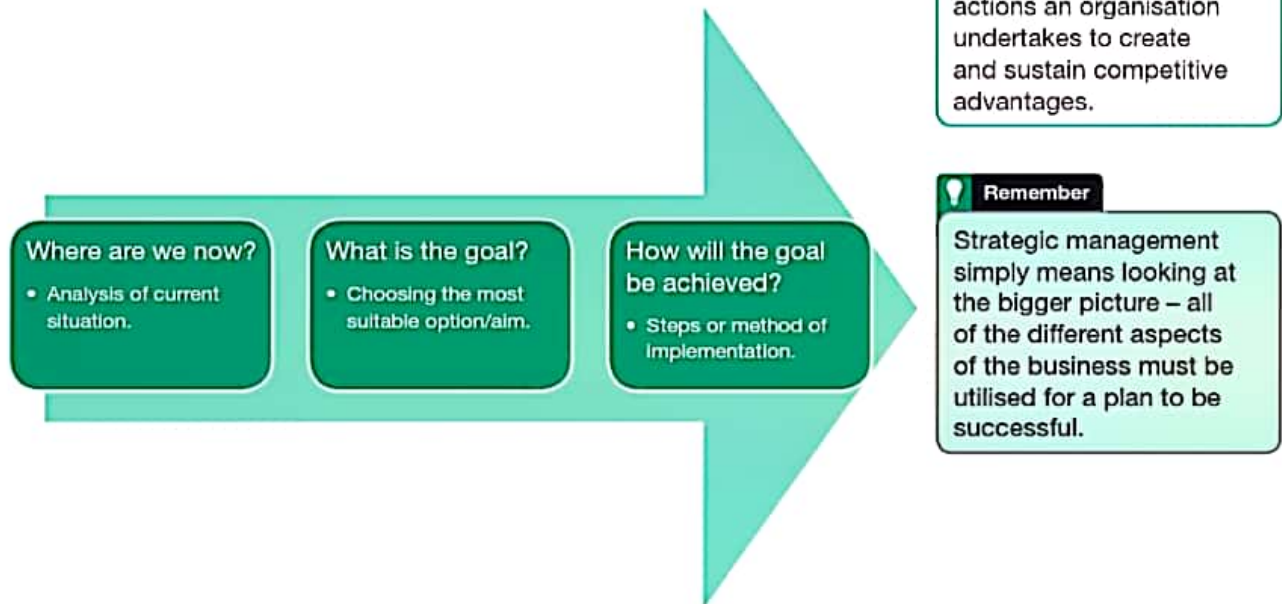 actions an organisation
undertakes to create
and sustain competitive
advantages.
Where are we now?
• Analysis of current
situation.
What is the goal?
• Choosing the most
suitable option/aim.
How will the goal
be achieved?
• Steps or method of
implementation.
Remember
Strategic management
simply means looking at
the bigger picture – all
of the different aspects
of the business must be
utilised for a plan to be
successful.